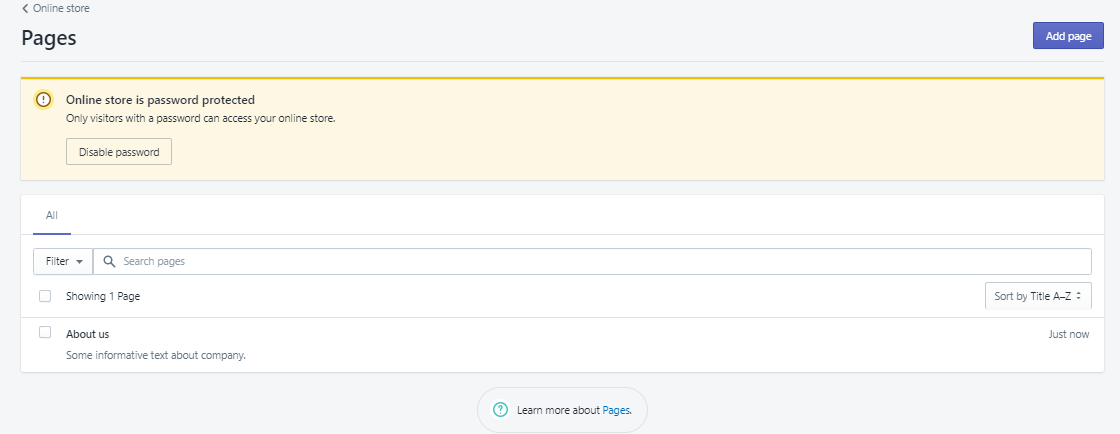 Online store
Pages
Add page
Online store is password protected
Only visitors with a password can access your online store.
Disable password
All
Filter
Search pages
Showing 1 Page
Sort by Title A–Z
About us
Just now
Some informative text about company.
Learn more about Pages.